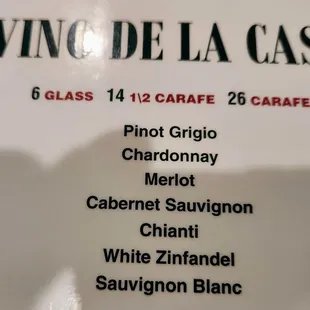 VINO DE LA CAS
6 GLASS 14 1\2 CARAFE 26 CARAFE
Pinot Grigio
Chardonnay
Merlot
Cabernet Sauvignon
Chianti
White Zinfandel
Sauvignon Blanc